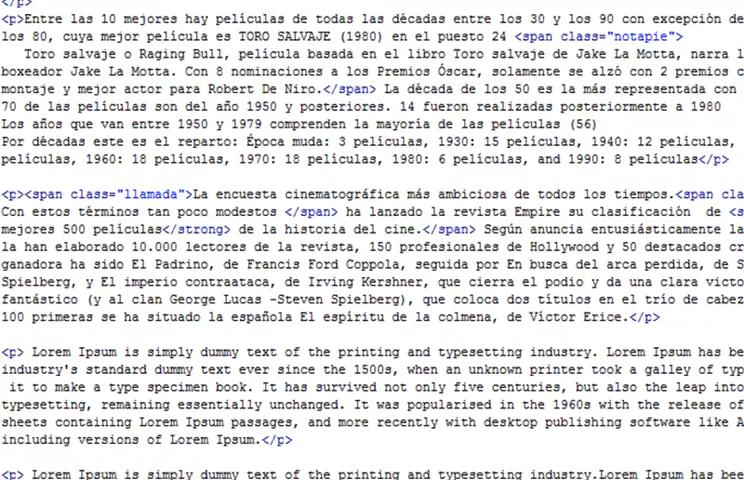 </p>
<p>Entre las 10 mejores hay películas de todas las décadas entre los 30 y los 90 con excepción de
los 80, cuya mejor película es TORO SALVAJE (1980) en el puesto 24 <span class="notapie">
Toro salvaje o Raging Bull, película basada en el libro Toro salvaje de Jake La Motta, narra l
boxeador Jake La Motta. Con 8 nominaciones a los Premios Óscar, solamente se alzó con 2 premios c
montaje y mejor actor para Robert De Niro.</span> La década de los 50 es la más representada con
70 de las películas son del año 1950 y posteriores. 14 fueron realizadas posteriormente a 1980
Los años que van entre 1950 y 1979 comprenden la mayoría de las películas (56)
Por décadas este es el reparto: Época muda: 3 películas, 1930: 15 películas, 1940: 12 películas,
películas, 1960: 18 películas, 1970: 18 películas, 1980: 6 películas, and 1990: 8 películas</p>
<p><span class="llamada">La encuesta cinematográfica más ambiciosa de todos los tiempos.<span cla
Con estos términos tan poco modestos </span> ha lanzado la revista Empire su clasificación de <s
mejores 500 películas</strong> de la historia del cine.</span> Según anuncia entusiásticamente la
la han elaborado 10.000 lectores de la revista, 150 profesionales de Hollywood y 50 destacados cr
ganadora ha sido El Padrino, de Francis Ford Coppola, seguida por En busca del arca perdida, de S
Spielberg, y El imperio contraataca, de Irving Kershner, que cierra el podio y da una clara victo
fantástico (y al clan George Lucas -Steven Spielberg), que coloca dos títulos en el trío de cabez
100 primeras se ha situado la española El espíritu de la colmena, de Víctor Erice.</p>
<p> Lorem Ipsum is simply dummy text of the printing and typesetting industry. Lorem Ipsum has be
industry's standard dummy text ever since the 1500s, when an unknown printer took a galley of typ
it to make a type specimen book. It has survived not only five centuries, but also the leap into
typesetting, remaining essentially unchanged. It was popularised in the 1960s with the release of
sheets containing Lorem Ipsum passages, and more recently with desktop publishing software like A
including versions of Lorem Ipsum.</p>
<p> Lorem Ipsum is simply dummy text of the printing and typesetting industry.Lorem Ipsum has bee